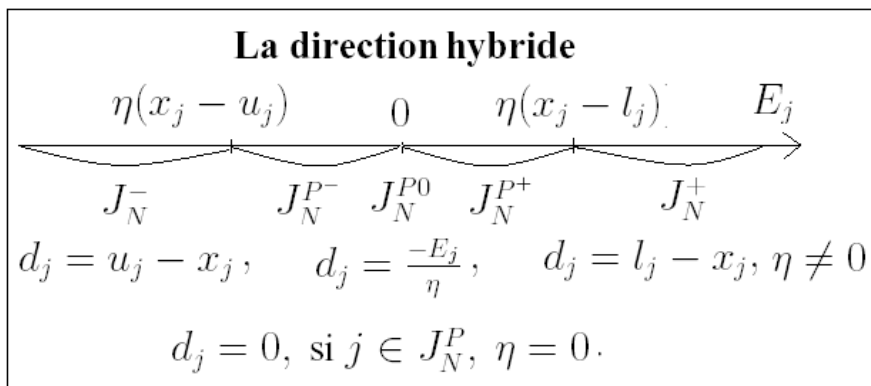 La direction hybride
η(x_j − u_j) 0 η(x_j − l_j) E_j
J_N^− J_N^{P−} J_N^{P0} J_N^{P+} J_N^+
d_j = u_j − x_j, d_j = \frac{−E_j}{η}, d_j = l_j − x_j, η ≠ 0
d_j = 0, si j ∈ J_N^P, η = 0.